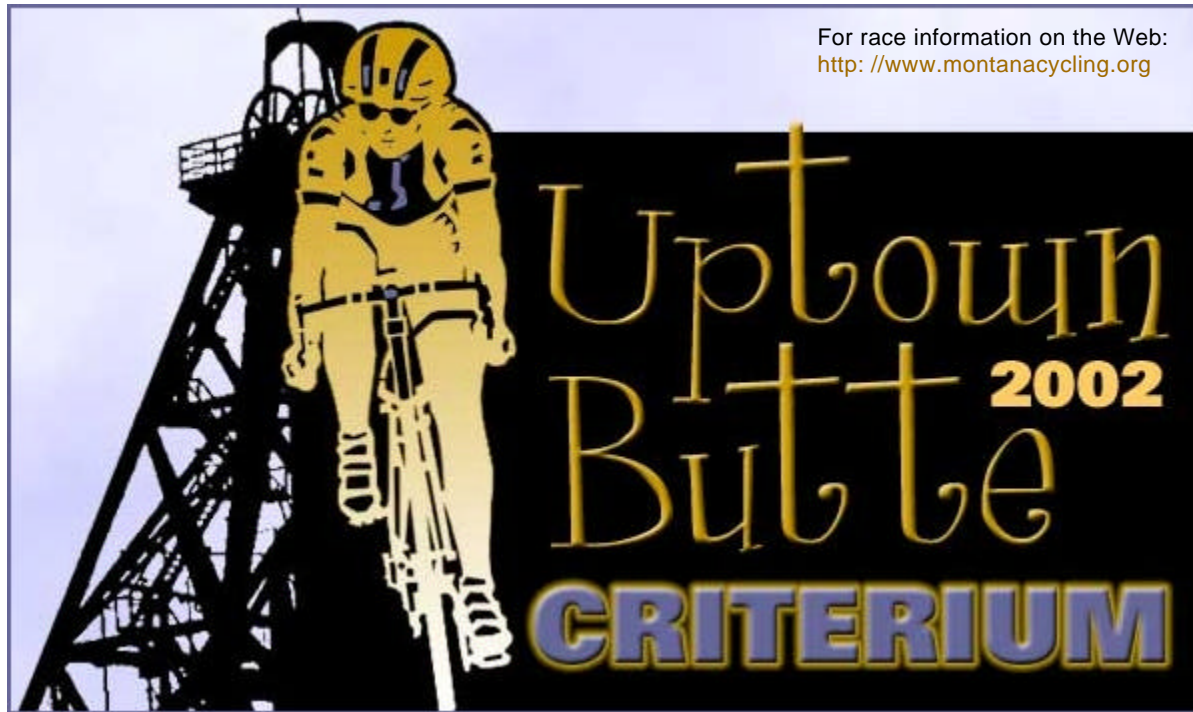 For race information on the Web:
http: //www.montanacycling.org
Uptown
2002
Butte
CRITERIUM